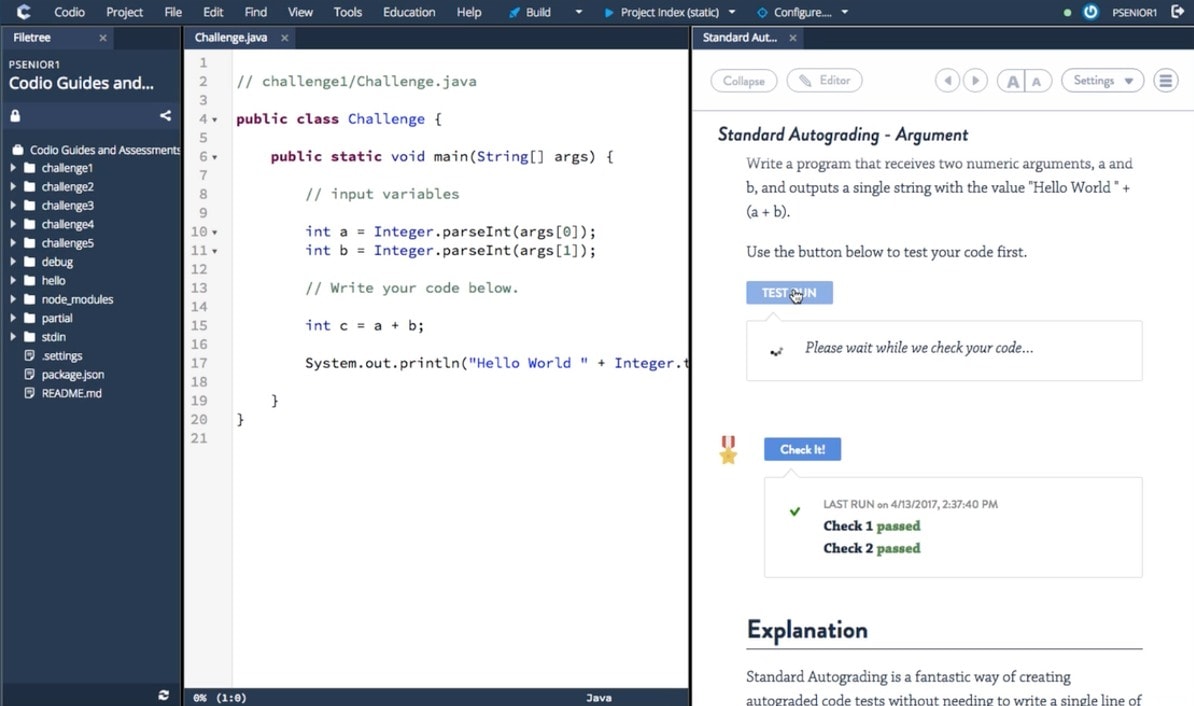 Codio Project File Edit Find View Tools Education Help Build Project Index (static) Configure.... PSENIOR1
Filetree ×
PSENIOR1
Codio Guides and...
Codio Guides and Assessments
challenge1
challenge2
challenge3
challenge4
challenge5
debug
hello
node_modules
partial
stdin
.settings
package.json
README.md
Challenge.java ×
1
2 // challenge1/Challenge.java
3
4 public class Challenge {
5
6 public static void main(String[] args) {
7
8 // input variables
9
10 int a = Integer.parseInt(args[0]);
11 int b = Integer.parseInt(args[1]);
12
13 // Write your code below.
14
15 int c = a + b;
16
17 System.out.println("Hello World " + Integer.t
18
19 }
20 }
21
0% (1:0) Java
Standard Aut... ×
Collapse Editor A A Settings
Standard Autograding - Argument
Write a program that receives two numeric arguments, a and
b, and outputs a single string with the value "Hello World " +
(a + b).
Use the button below to test your code first.
TEST RUN
Please wait while we check your code...
Check It!
LAST RUN on 4/13/2017, 2:37:40 PM
Check 1 passed
Check 2 passed
Explanation
Standard Autograding is a fantastic way of creating
autograded code tests without needing to write a single line of